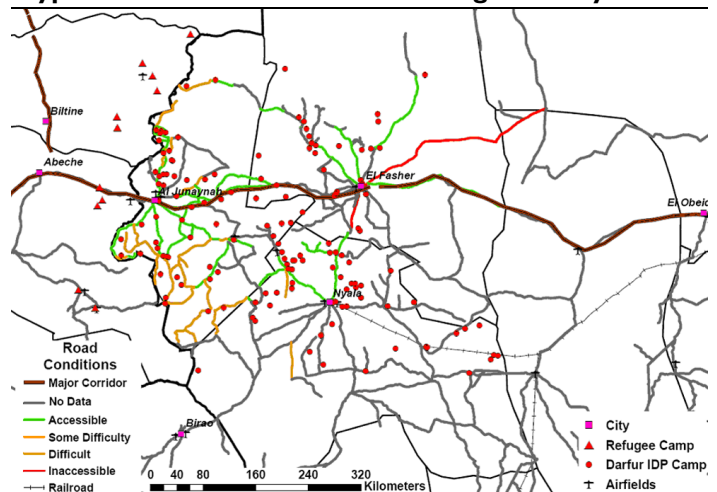 Biltine
Abeche
Al Junaynah
El Fasher
El Obeid
Nyala
Birao
Road
Conditions
Major Corridor
No Data
Accessible
Some Difficulty
Difficult
Inaccessible
Railroad
0 40 80 160 240 320
Kilometers
City
Refugee Camp
Darfur IDP Camp
Airfields